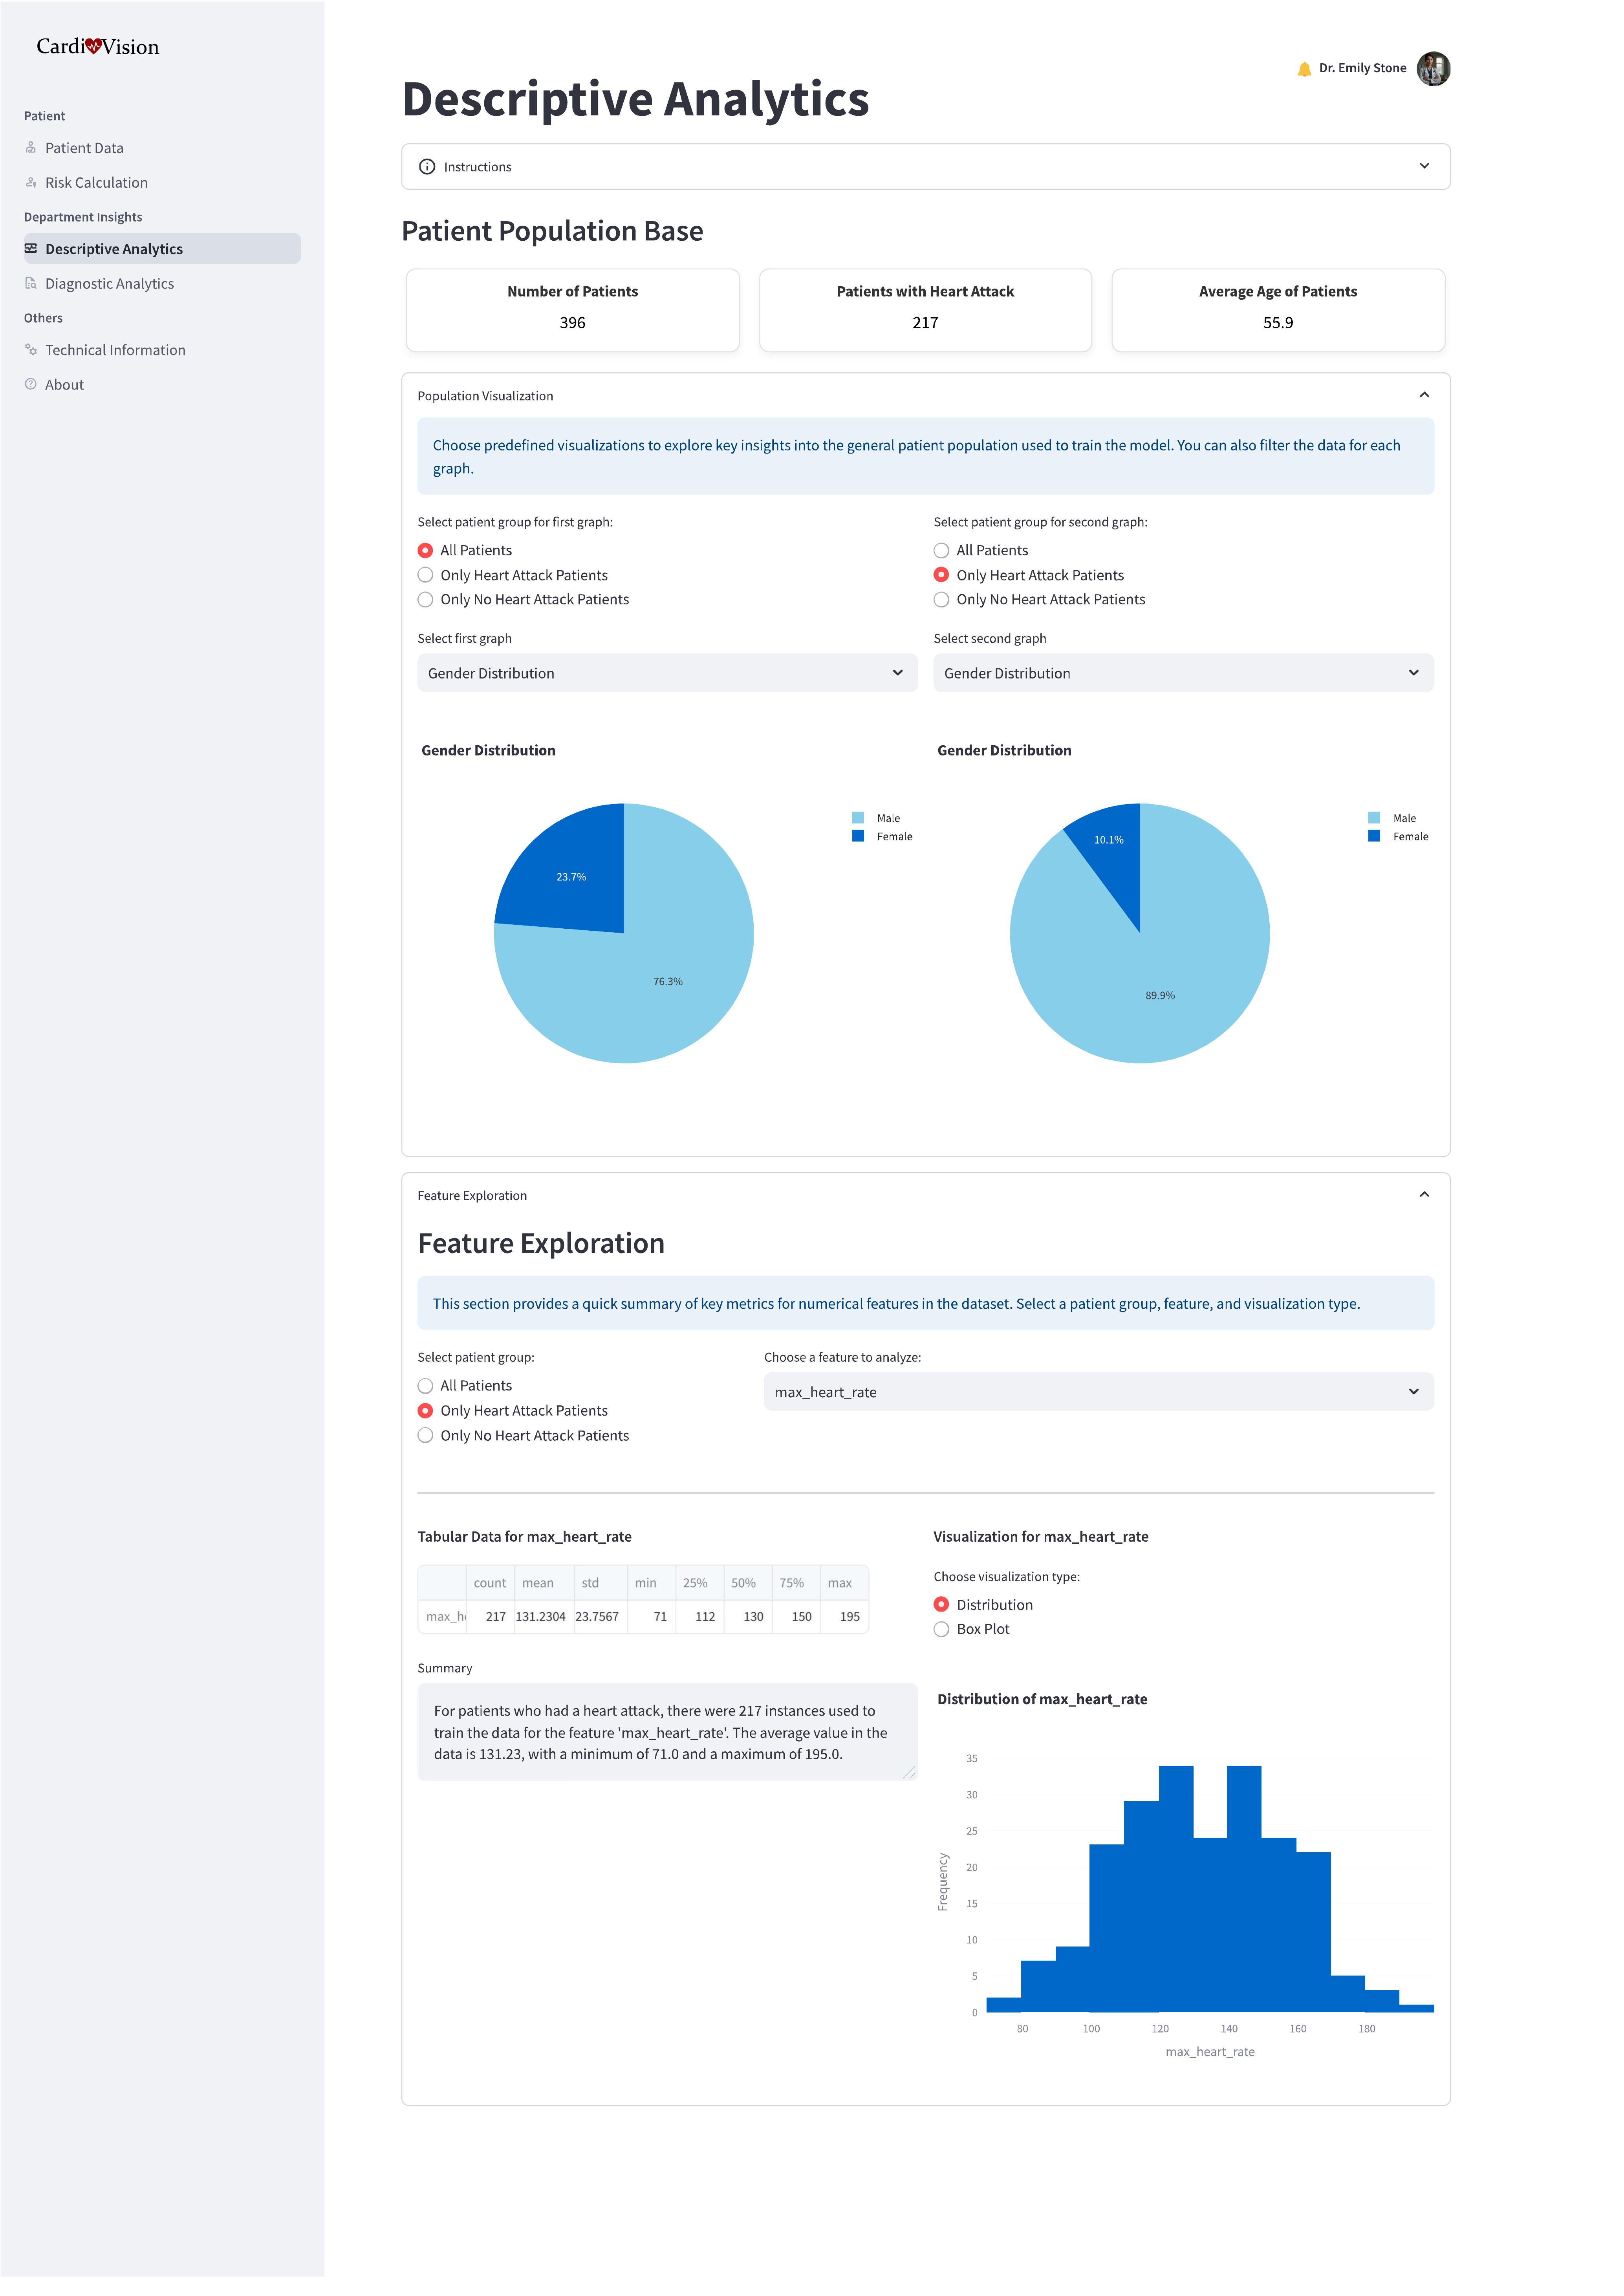 Cardi Vision
Patient
Patient Data
Risk Calculation
Department Insights
Descriptive Analytics
Diagnostic Analytics
Others
Technical Information
About
Dr. Emily Stone
Descriptive Analytics
Instructions
Patient Population Base
Number of Patients
396
Patients with Heart Attack
217
Average Age of Patients
55.9
Population Visualization
Choose predefined visualizations to explore key insights into the general patient population used to train the model. You can also filter the data for each
graph.
Select patient group for first graph:
All Patients
Only Heart Attack Patients
Only No Heart Attack Patients
Select first graph
Gender Distribution
Select patient group for second graph:
All Patients
Only Heart Attack Patients
Only No Heart Attack Patients
Select second graph
Gender Distribution
Gender Distribution
Male
Female
23.7%
76.3%
Gender Distribution
Male
Female
10.1%
89.9%
Feature Exploration
Feature Exploration
This section provides a quick summary of key metrics for numerical features in the dataset. Select a patient group, feature, and visualization type.
Select patient group:
All Patients
Only Heart Attack Patients
Only No Heart Attack Patients
Choose a feature to analyze:
max_heart_rate
Tabular Data for max_heart_rate
count mean std min 25% 50% 75% max
max_he 217 131.2304 23.7567 71 112 130 150 195
Summary
For patients who had a heart attack, there were 217 instances used to
train the data for the feature 'max_heart_rate'. The average value in the
data is 131.23, with a minimum of 71.0 and a maximum of 195.0.
Visualization for max_heart_rate
Choose visualization type:
Distribution
Box Plot
Distribution of max_heart_rate
35
30
25
20
15
10
5
0
Frequency
80 100 120 140 160 180
max_heart_rate